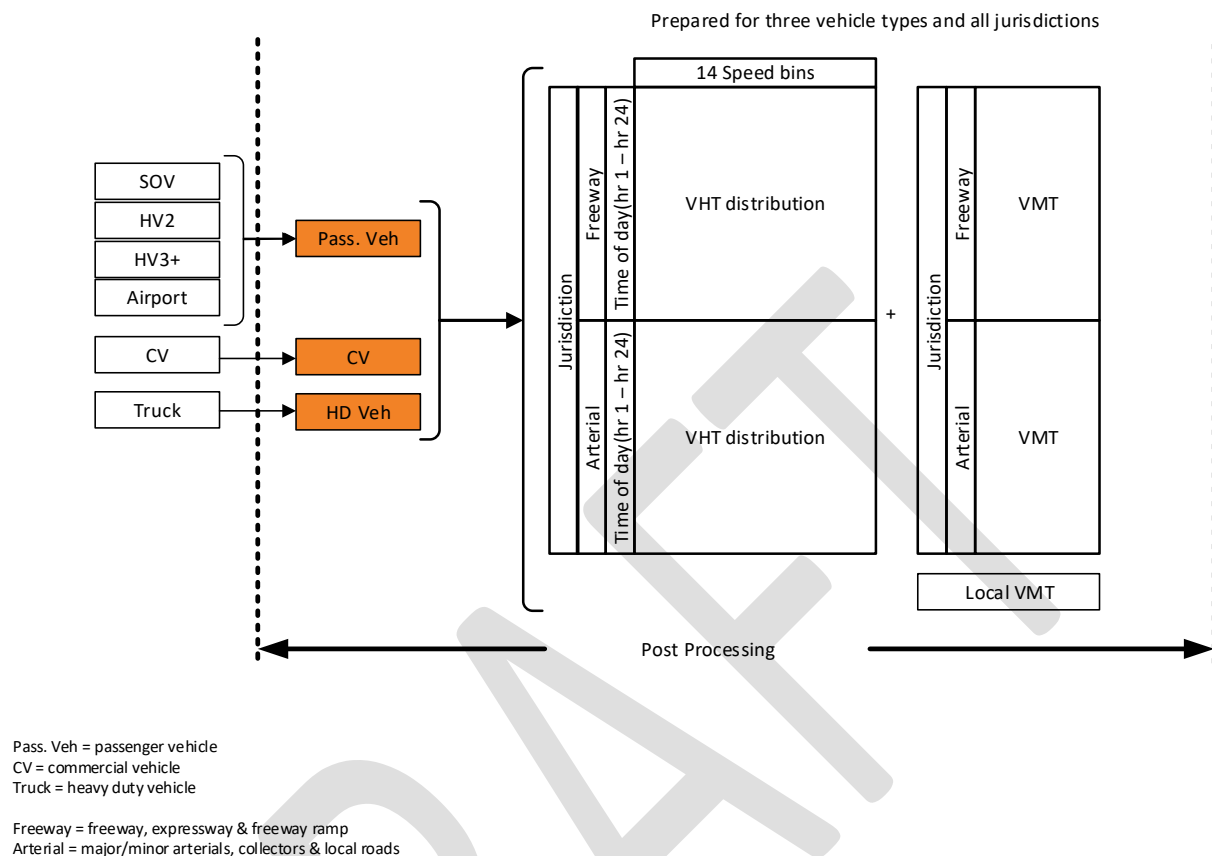 Prepared for three vehicle types and all jurisdictions
14 Speed bins
SOV
HV2
HV3+
Airport
CV
Truck
Pass. Veh
CV
HD Veh
Jurisdiction
Freeway
Time of day(hr 1 – hr 24)
VHT distribution
Arterial
Time of day(hr 1 – hr 24)
VHT distribution
+
Jurisdiction
Freeway
VMT
Arterial
VMT
Local VMT
Post Processing
Pass. Veh = passenger vehicle
CV = commercial vehicle
Truck = heavy duty vehicle
Freeway = freeway, expressway & freeway ramp
Arterial = major/minor arterials, collectors & local roads
DRAFT